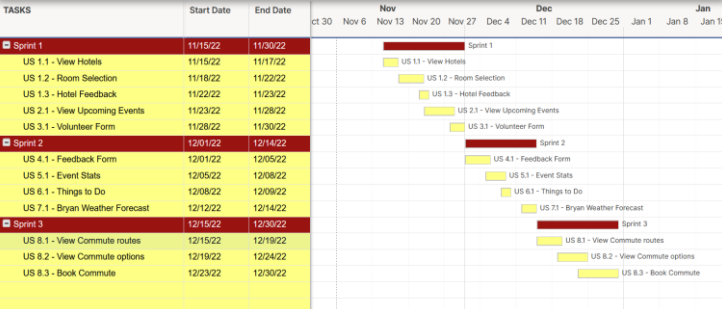 TASKS Start Date End Date
Nov Dec Jan
ct 30 Nov 6 Nov 13 Nov 20 Nov 27 Dec 4 Dec 11 Dec 18 Dec 25 Jan 1 Jan 8 Jan 15
Sprint 1 11/15/22 11/30/22 Sprint 1
US 1.1 - View Hotels 11/15/22 11/17/22 US 1.1 - View Hotels
US 1.2 - Room Selection 11/18/22 11/22/22 US 1.2 - Room Selection
US 1.3 - Hotel Feedback 11/22/22 11/23/22 US 1.3 - Hotel Feedback
US 2.1 - View Upcoming Events 11/23/22 11/28/22 US 2.1 - View Upcoming Events
US 3.1 - Volunteer Form 11/28/22 11/30/22 US 3.1 - Volunteer Form
Sprint 2 12/01/22 12/14/22 Sprint 2
US 4.1 - Feedback Form 12/01/22 12/05/22 US 4.1 - Feedback Form
US 5.1 - Event Stats 12/05/22 12/08/22 US 5.1 - Event Stats
US 6.1 - Things to Do 12/08/22 12/09/22 US 6.1 - Things to Do
US 7.1 - Bryan Weather Forecast 12/12/22 12/14/22 US 7.1 - Bryan Weather Forecast
Sprint 3 12/15/22 12/30/22 Sprint 3
US 8.1 - View Commute routes 12/15/22 12/19/22 US 8.1 - View Commute routes
US 8.2 - View Commute options 12/19/22 12/24/22 US 8.2 - View Commute options
US 8.3 - Book Commute 12/23/22 12/30/22 US 8.3 - Book Commute